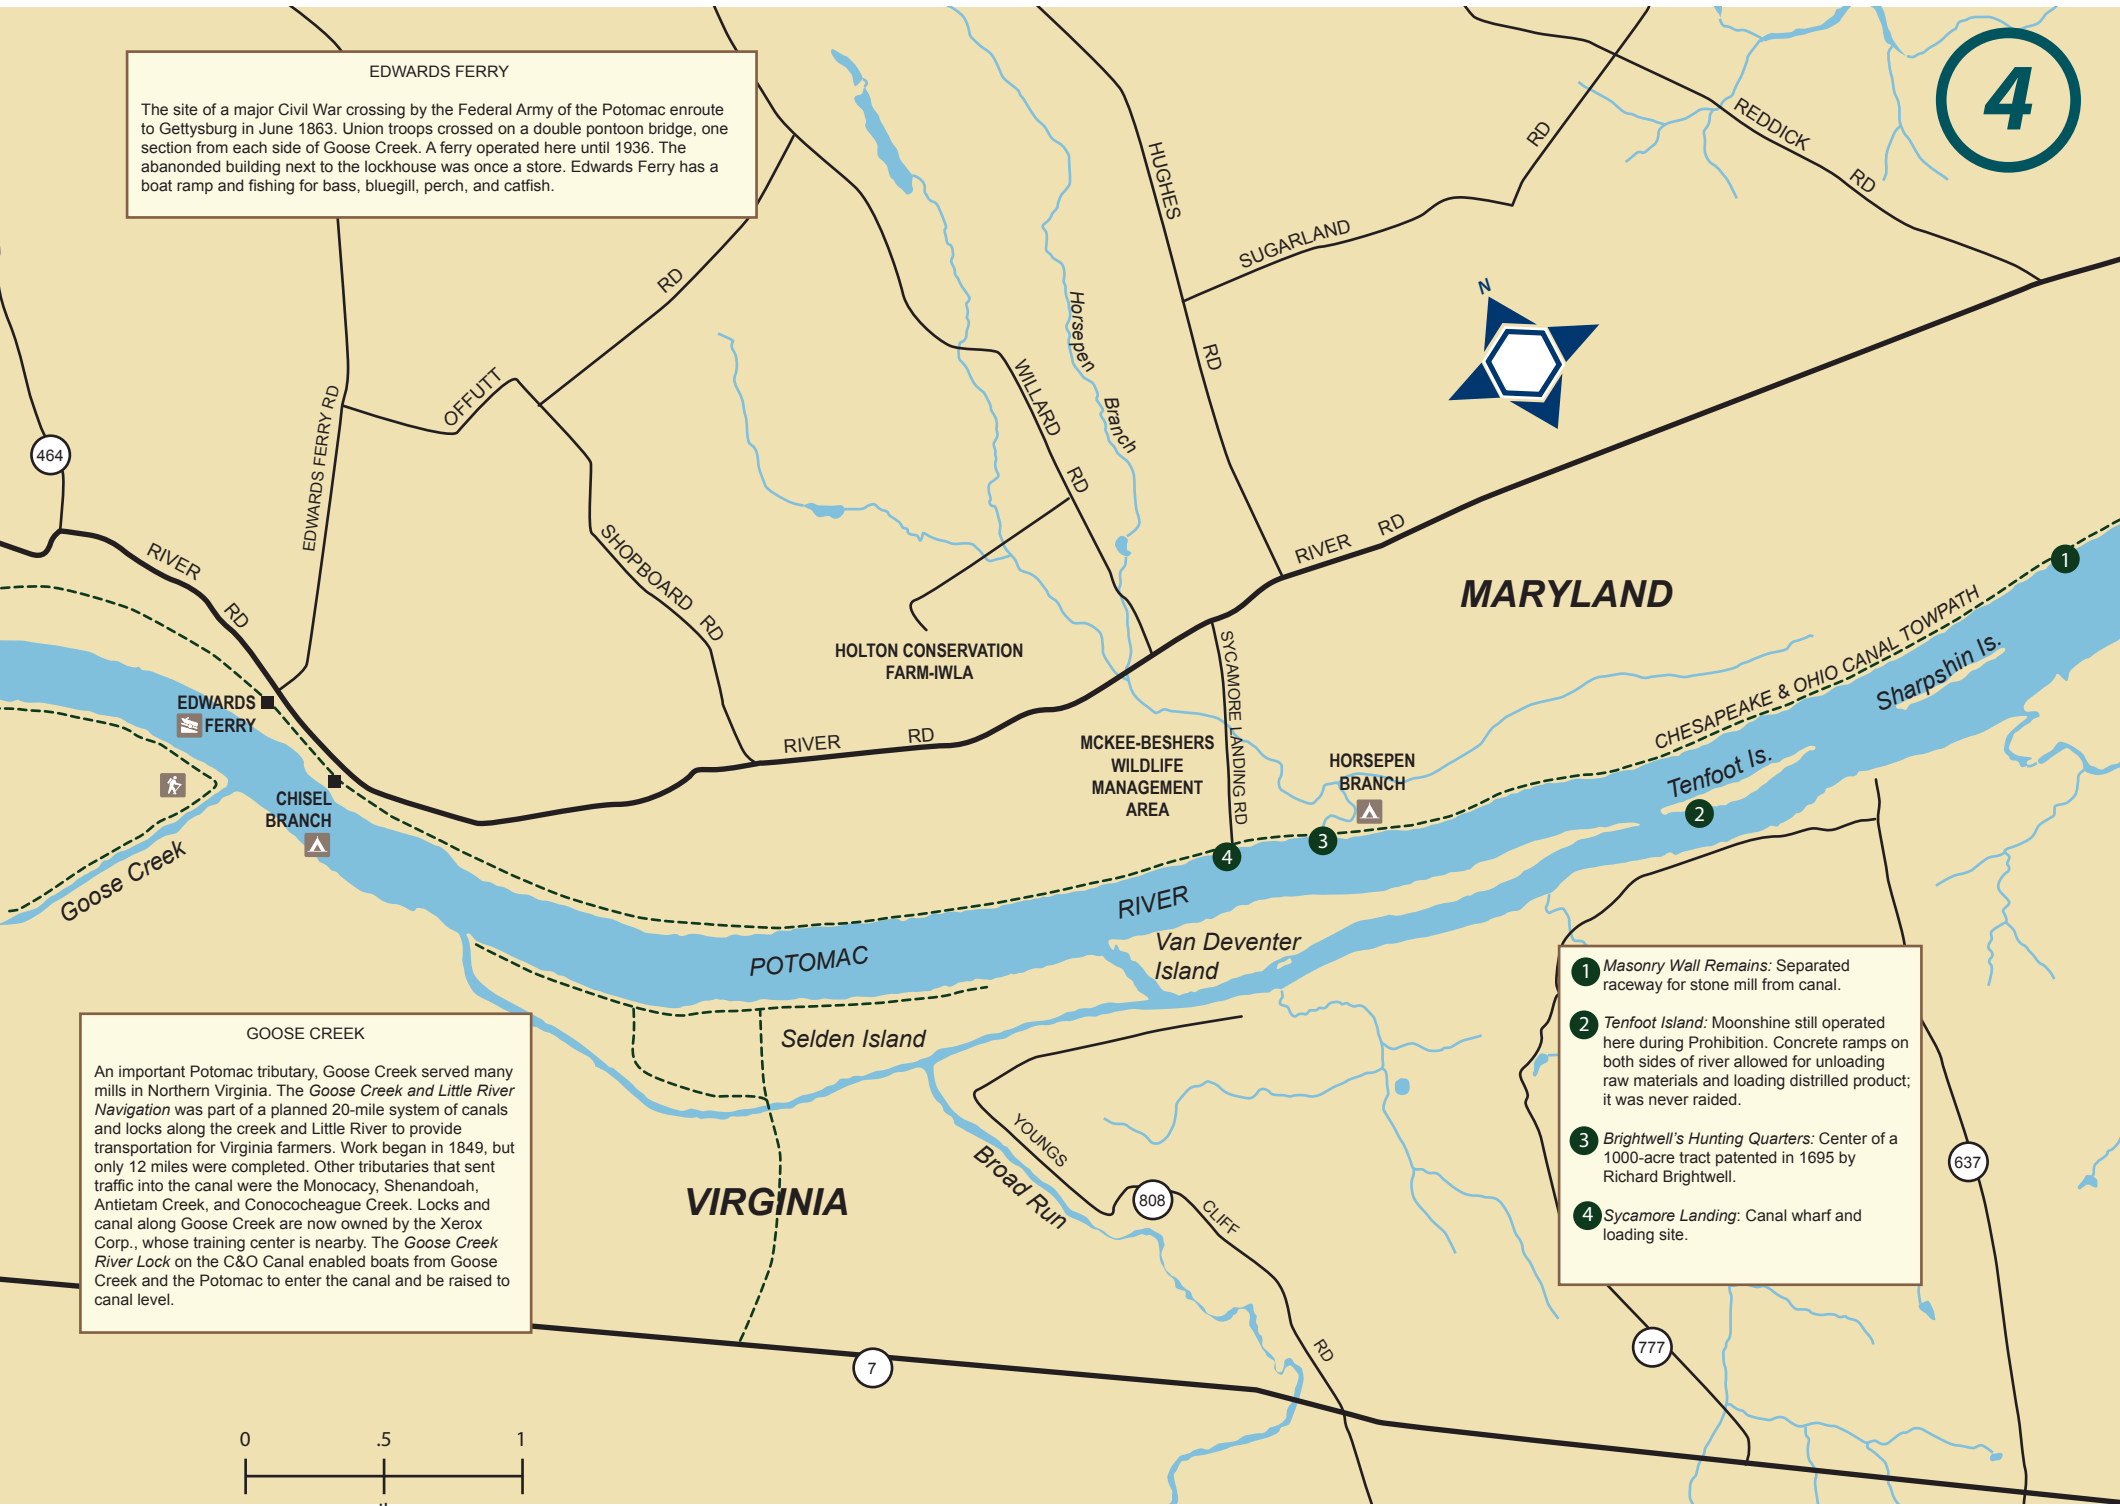 EDWARDS FERRY
The site of a major Civil War crossing by the Federal Army of the Potomac enroute
to Gettysburg in June 1863. Union troops crossed on a double pontoon bridge, one
section from each side of Goose Creek. A ferry operated here until 1936. The
abanonded building next to the lockhouse was once a store. Edwards Ferry has a
boat ramp and fishing for bass, bluegill, perch, and catfish.
4
REDDICK
RD
RD
HUGHES
RD
SUGARLAND
N
RD
Horsepen
Branch
OFFUTT
WILLARD
RD
EDWARDS FERRY RD
464
RIVER
RD
SHOPBOARD
RD
RIVER
RD
MARYLAND
HOLTON CONSERVATION
FARM-IWLA
SYCAMORE LANDING RD
1
CHESAPEAKE & OHIO CANAL TOWPATH
Sharpshin Is.
EDWARDS
FERRY
RIVER
RD
MCKEE-BESHERS
WILDLIFE
MANAGEMENT
AREA
HORSEPEN
BRANCH
Tenfoot Is.
2
CHISEL
BRANCH
3
4
Goose Creek
RIVER
POTOMAC
Van Deventer
Island
Selden Island
GOOSE CREEK
An important Potomac tributary, Goose Creek served many
mills in Northern Virginia. The Goose Creek and Little River
Navigation was part of a planned 20-mile system of canals
and locks along the creek and Little River to provide
transportation for Virginia farmers. Work began in 1849, but
only 12 miles were completed. Other tributaries that sent
traffic into the canal were the Monocacy, Shenandoah,
Antietam Creek, and Conococheague Creek. Locks and
canal along Goose Creek are now owned by the Xerox
Corp., whose training center is nearby. The Goose Creek
River Lock on the C&O Canal enabled boats from Goose
Creek and the Potomac to enter the canal and be raised to
canal level.
VIRGINIA
Broad Run
YOUNGS
808
CLIFF
RD
1 Masonry Wall Remains: Separated
raceway for stone mill from canal.
2 Tenfoot Island: Moonshine still operated
here during Prohibition. Concrete ramps on
both sides of river allowed for unloading
raw materials and loading distrilled product;
it was never raided.
3 Brightwell's Hunting Quarters: Center of a
1000-acre tract patented in 1695 by
Richard Brightwell.
4 Sycamore Landing: Canal wharf and
loading site.
637
777
7
0 .5 1